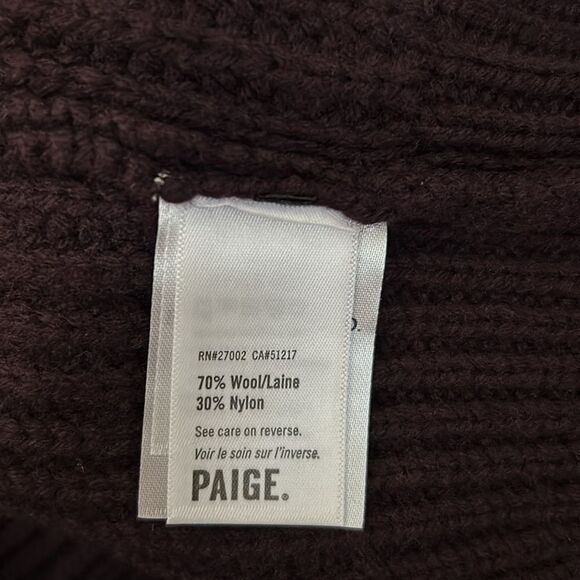 RN#27002 CA#51217
70% Wool/Laine
30% Nylon
See care on reverse.
Voir le soin sur l'inverse.
PAIGE.